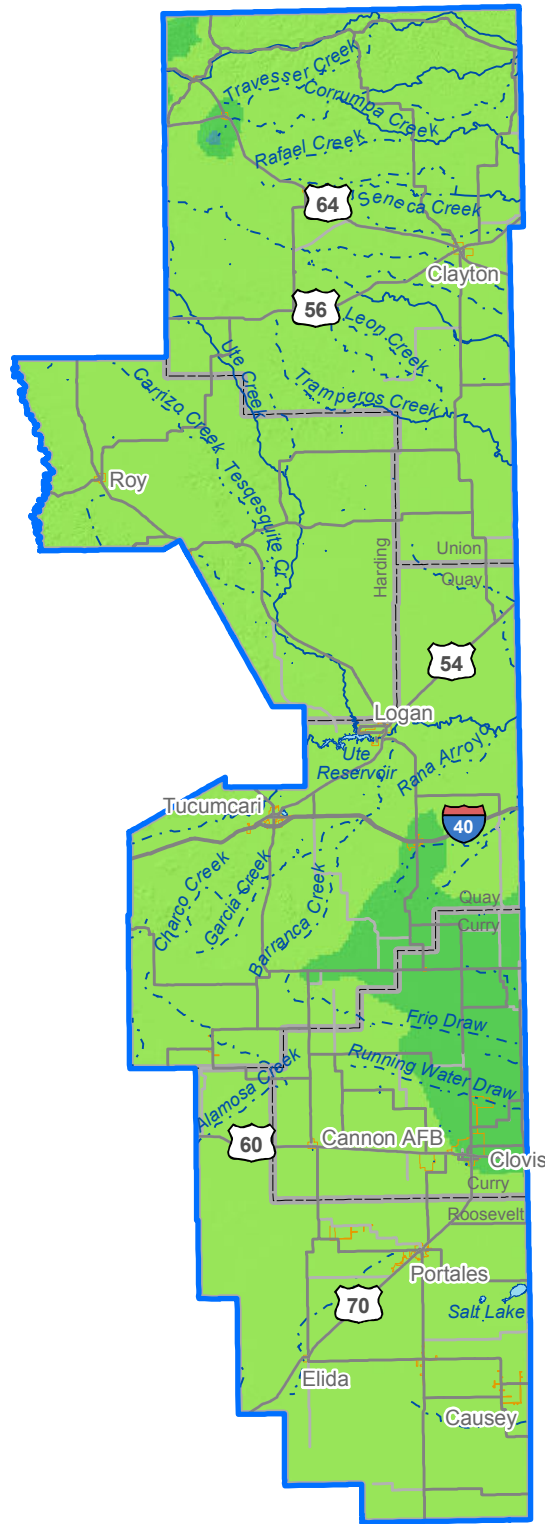 Travesser Creek
Corrumpa Creek
Rafael Creek
64
Seneca Creek
Clayton
56
Leon Creek
Ute Creek
Carrizo Creek
Tramperos Creek
Roy
Tesqesquite Cr
Harding
Union
Quay
54
Logan
Ute
Reservoir
Rana Arroyo
Tucumcari
40
Charco Creek
Garcia Creek
Barranca Creek
Quay
Curry
Frio Draw
Running Water Draw
Alamosa Creek
60
Cannon AFB
Clovis
Curry
Roosevelt
Portales
70
Salt Lake
Elida
Causey